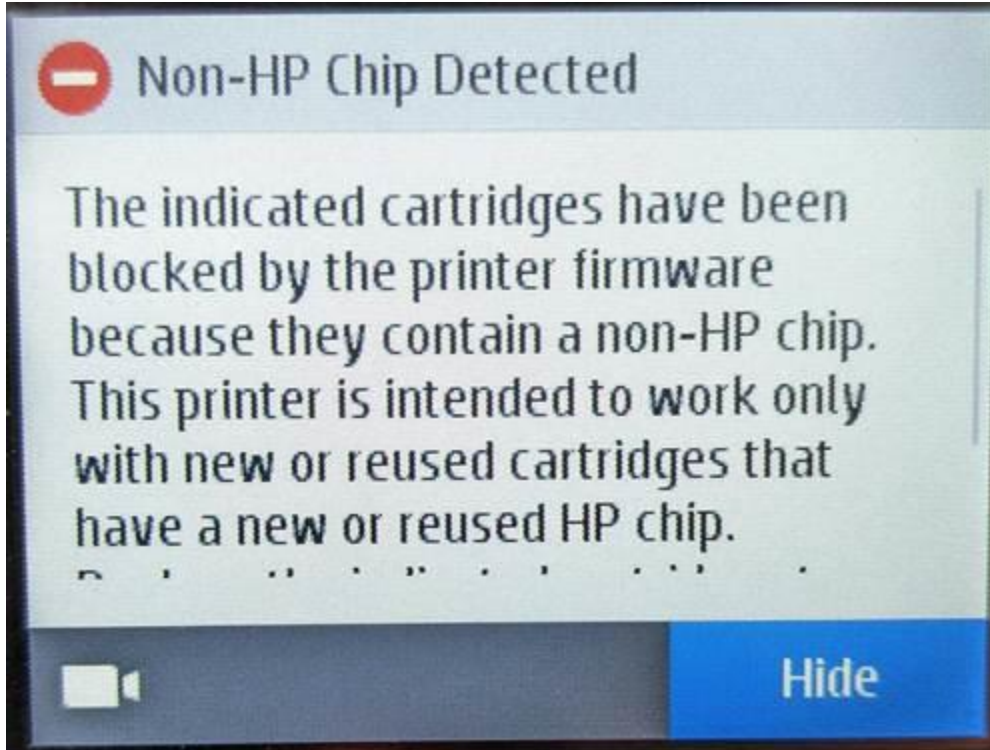 Non-HP Chip Detected
The indicated cartridges have been
blocked by the printer firmware
because they contain a non-HP chip.
This printer is intended to work only
with new or reused cartridges that
have a new or reused HP chip.
Hide